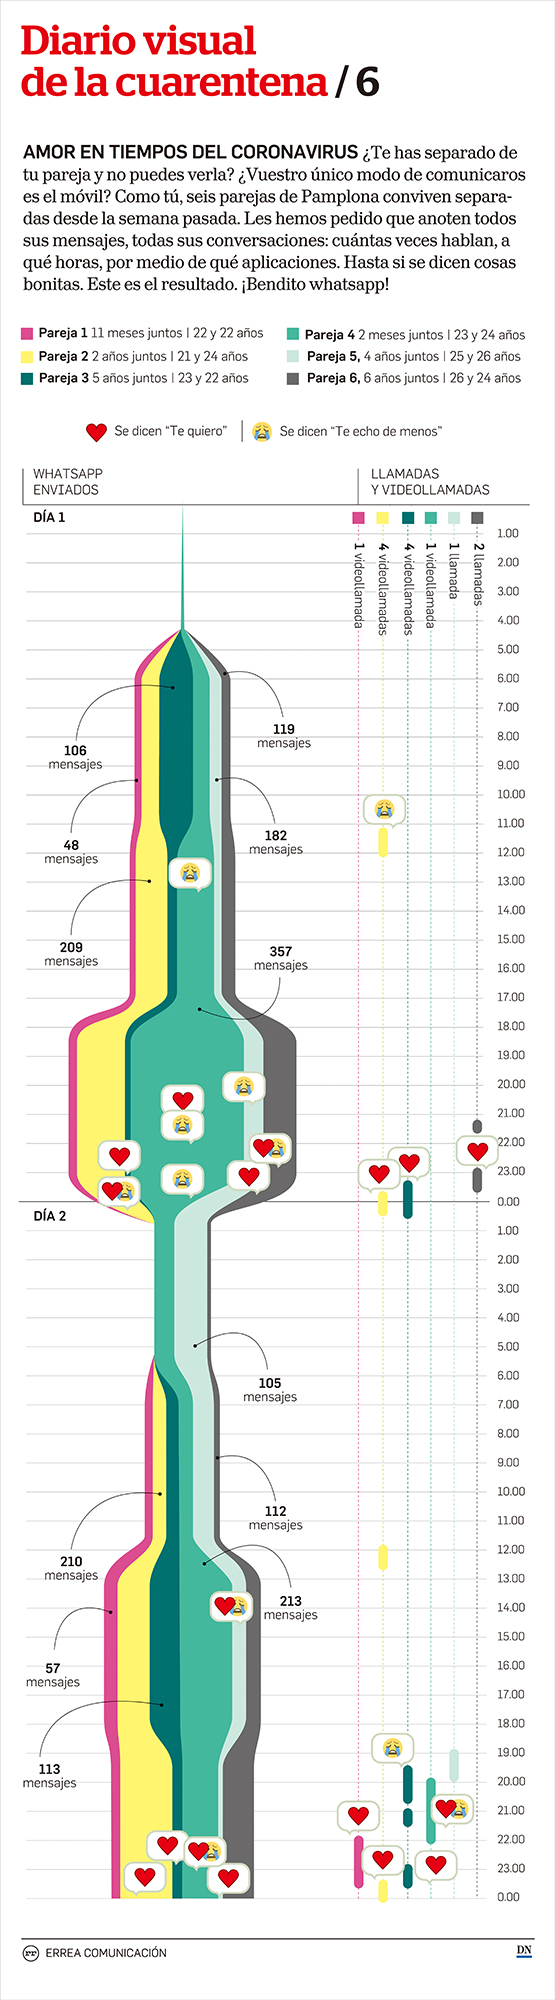 Diario visual
de la cuarentena / 6
AMOR EN TIEMPOS DEL CORONAVIRUS ¿Te has separado de
tu pareja y no puedes verla? ¿Vuestro único modo de comunicaros
es el móvil? Como tú, seis parejas de Pamplona conviven separa-
das desde la semana pasada. Les hemos pedido que anoten todos
sus mensajes, todas sus conversaciones: cuántas veces hablan, a
qué horas, por medio de qué aplicaciones. Hasta si se dicen cosas
bonitas. Este es el resultado. ¡Bendito whatsapp!
Pareja 1 11 meses juntos | 22 y 22 años
Pareja 2 2 años juntos | 21 y 24 años
Pareja 3 5 años juntos | 23 y 22 años
Pareja 4 2 meses juntos | 23 y 24 años
Pareja 5, 4 años juntos | 25 y 26 años
Pareja 6, 6 años juntos | 26 y 24 años
Se dicen "Te quiero"
Se dicen "Te echo de menos"
WHATSAPP
ENVIADOS
LLAMADAS
Y VIDEOLLAMADAS
DÍA 1
1 videollamada
4 videollamadas
4 videollamadas
1 videollamada
1 llamada
2 llamadas
1.00
2.00
3.00
4.00
5.00
6.00
7.00
8.00
9.00
10.00
11.00
12.00
13.00
14.00
15.00
16.00
17.00
18.00
19.00
20.00
21.00
22.00
23.00
0.00
106
mensajes
119
mensajes
48
mensajes
182
mensajes
209
mensajes
357
mensajes
DÍA 2
1.00
2.00
3.00
4.00
5.00
6.00
7.00
8.00
9.00
10.00
11.00
12.00
13.00
14.00
15.00
16.00
17.00
18.00
19.00
20.00
21.00
22.00
23.00
0.00
105
mensajes
112
mensajes
210
mensajes
213
mensajes
57
mensajes
113
mensajes
rr ERREA COMUNICACIÓN
DN